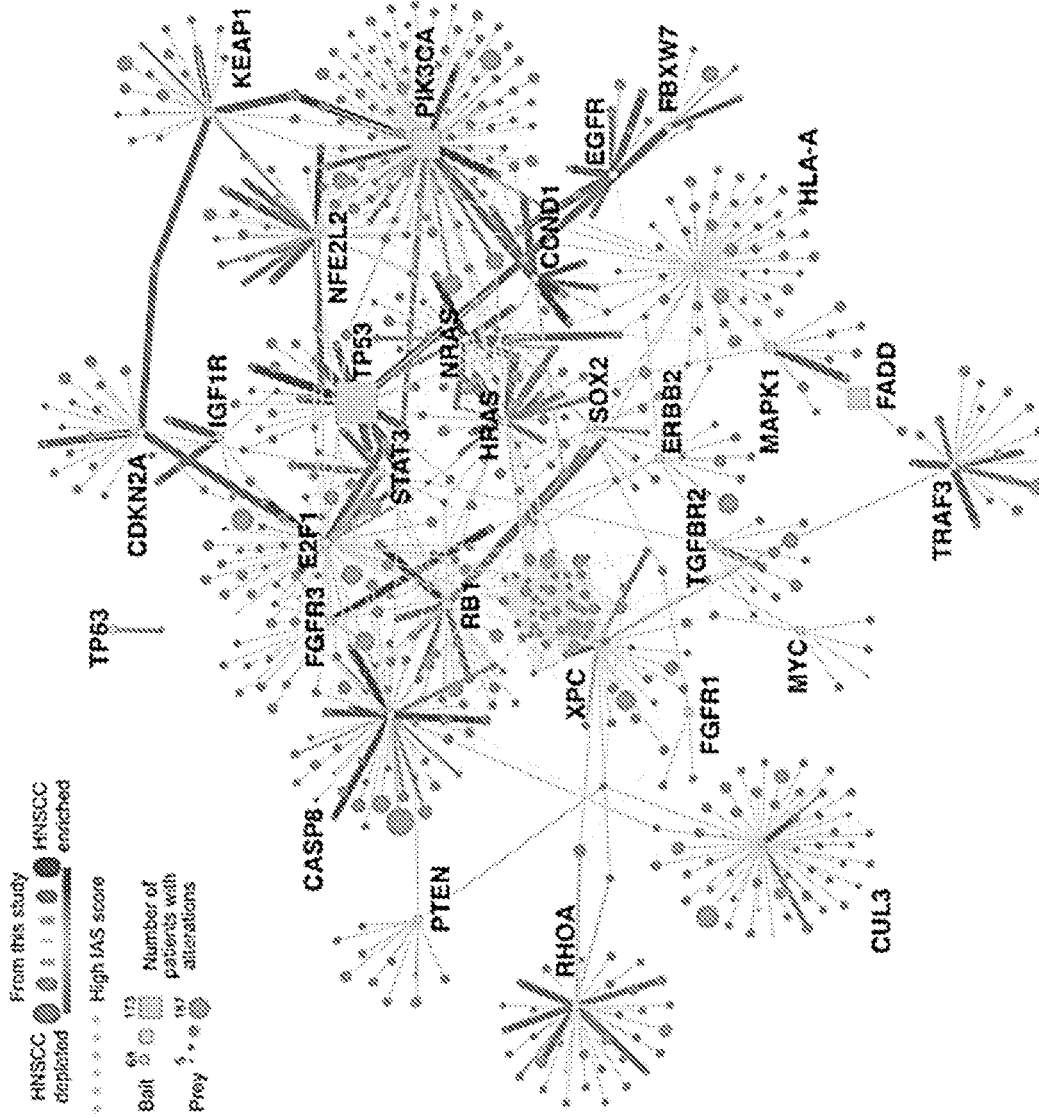 From this study
HNSCC depleted
HNSCC enriched
High IAS score
Bait
173
Prey
187
Number of
patients with
alterations
TP63
CDKN2A
KEAP1
IGF1R
NFE2L2
PIK3CA
TP53
E2F1
FGFR3
STAT3
NRAS
HRAS
CCND1
EGFR
FBXW7
CASP8
RB1
SOX2
ERBB2
HLA-A
PTEN
XPC
TGFBR2
MAPK1
FADD
RHOA
FGFR1
MYC
TRAF3
CUL3